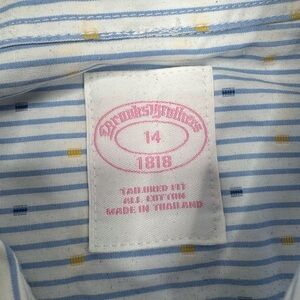 Brooks Brothers
14
1818
TAILORED FIT
ALL COTTON
MADE IN THAILAND